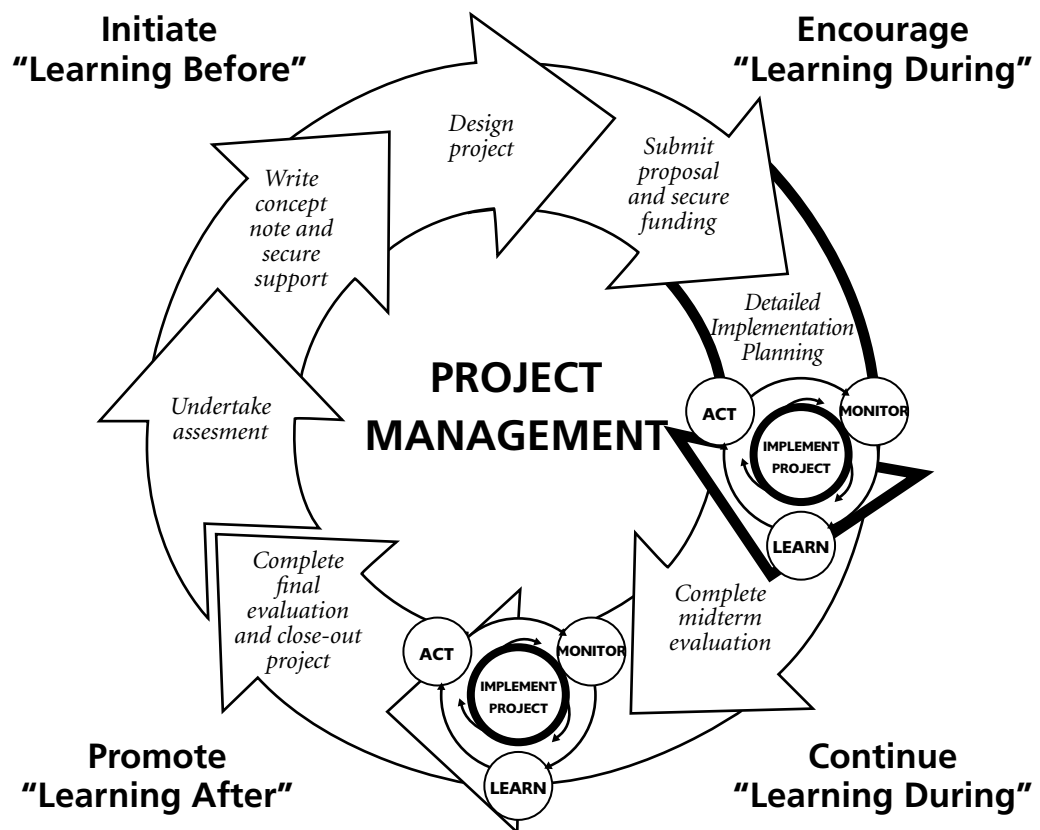 Initiate
"Learning Before"
Encourage
"Learning During"
Design
project
Submit
proposal
and secure
funding
Write
concept
note and
secure
support
Detailed
Implementation
Planning
Undertake
assesment
PROJECT
MANAGEMENT
ACT
MONITOR
IMPLEMENT
PROJECT
LEARN
Complete
midterm
evaluation
Complete
final
evaluation
and close-out
project
ACT
MONITOR
IMPLEMENT
PROJECT
LEARN
Promote
"Learning After"
Continue
"Learning During"